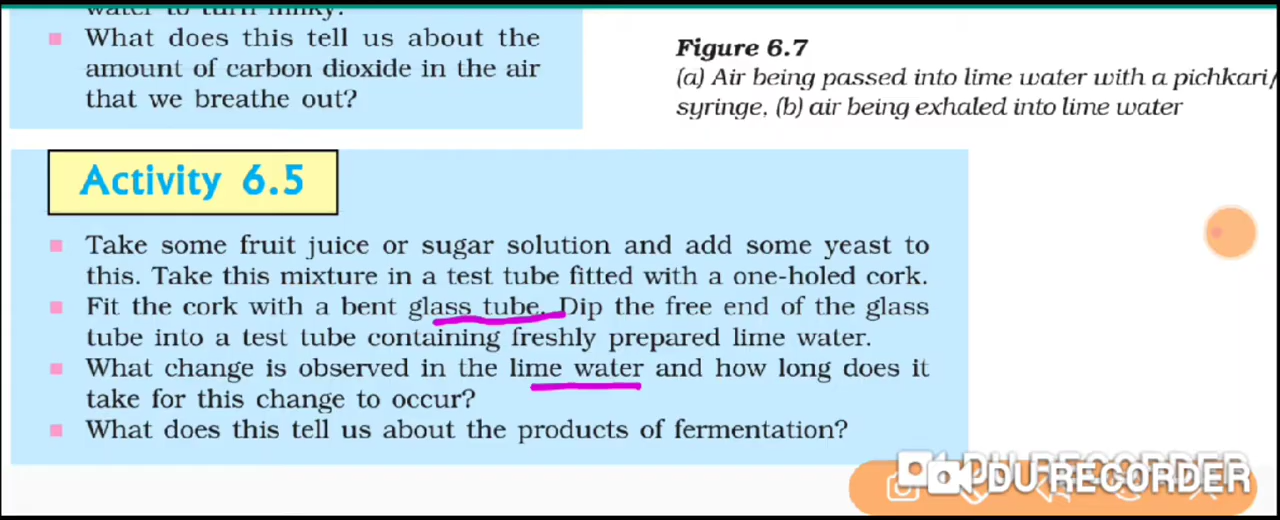 water to turn milky?
What does this tell us about the
amount of carbon dioxide in the air
that we breathe out?
Figure 6.7
(a) Air being passed into lime water with a pichkari/
syringe, (b) air being exhaled into lime water
Activity 6.5
Take some fruit juice or sugar solution and add some yeast to
this. Take this mixture in a test tube fitted with a one-holed cork.
Fit the cork with a bent glass tube. Dip the free end of the glass
tube into a test tube containing freshly prepared lime water.
What change is observed in the lime water and how long does it
take for this change to occur?
What does this tell us about the products of fermentation?
DU RECORDER
DU RECORDER